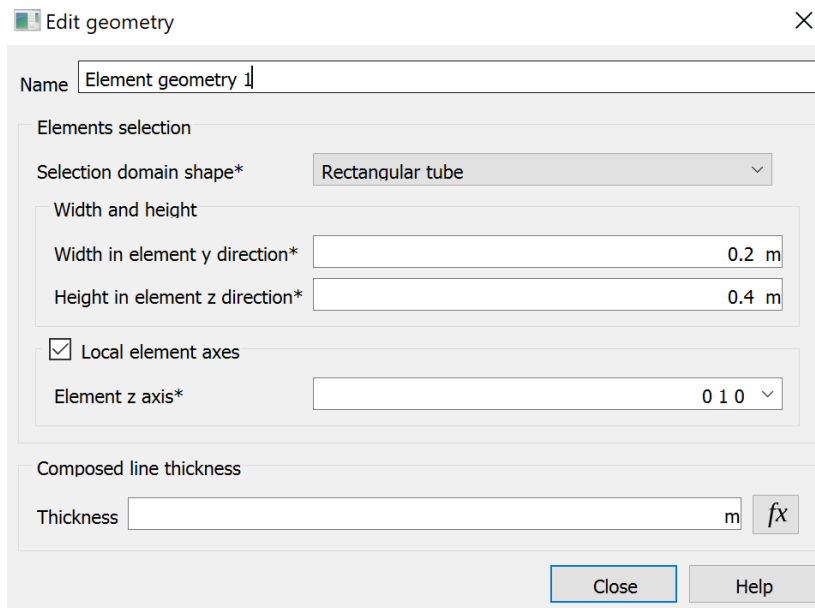 Edit geometry
Name Element geometry 1
Elements selection
Selection domain shape* Rectangular tube
Width and height
Width in element y direction* 0.2 m
Height in element z direction* 0.4 m
Local element axes
Element z axis* 0 1 0
Composed line thickness
Thickness m fx
Close Help